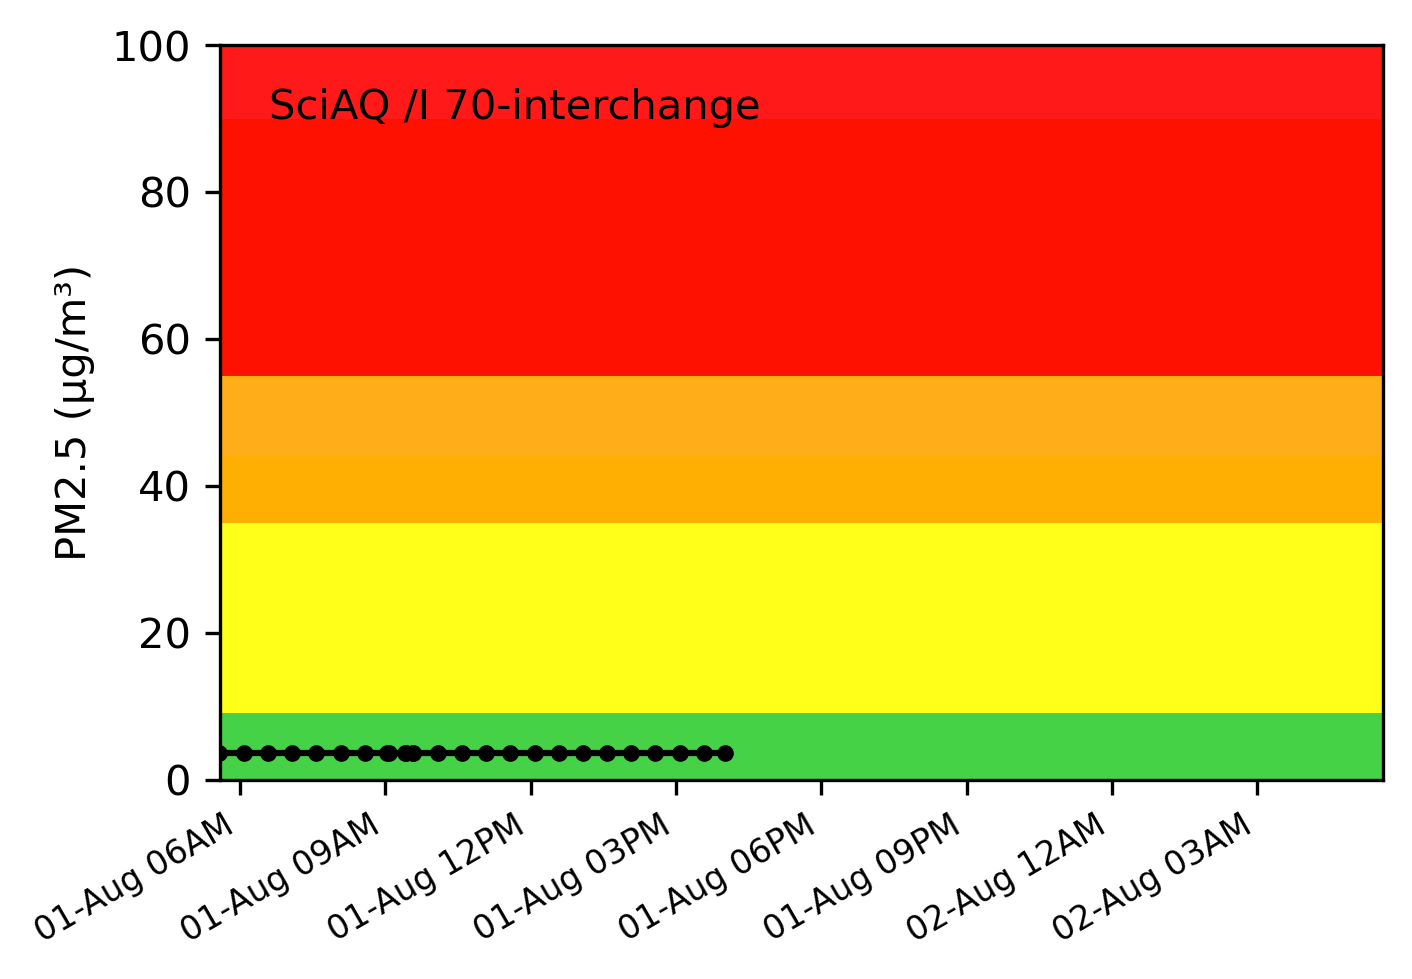 SciAQ /I 70-interchange
PM2.5 (µg/m³)
100
80
60
40
20
0
01-Aug 06AM
01-Aug 09AM
01-Aug 12PM
01-Aug 03PM
01-Aug 06PM
01-Aug 09PM
02-Aug 12AM
02-Aug 03AM